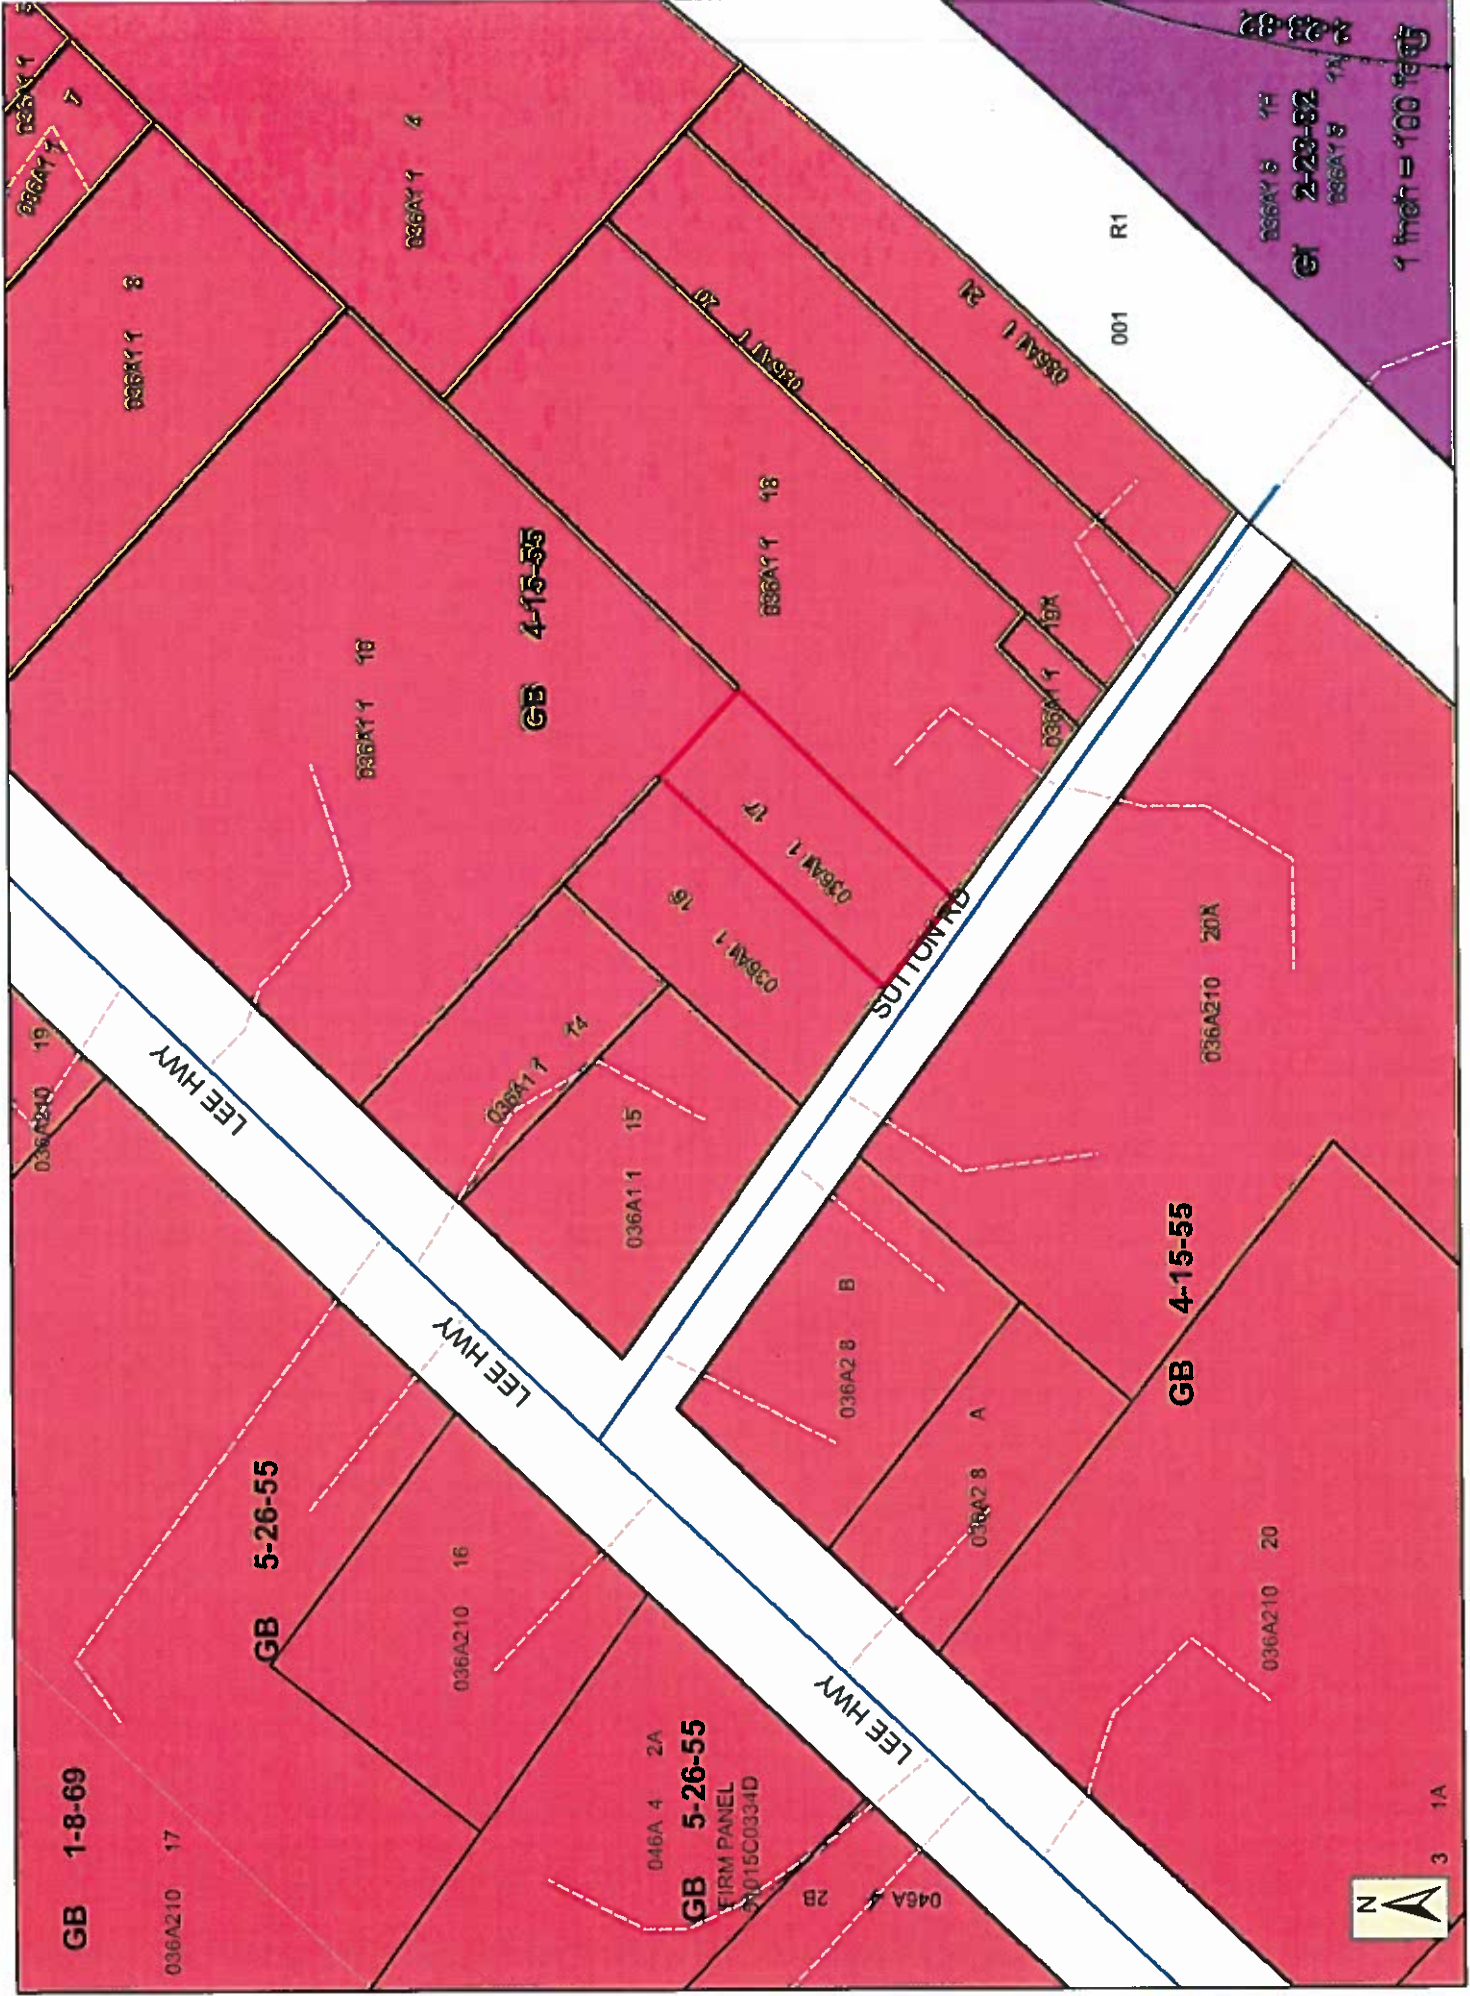 GB 1-8-69
036A210 17
GB 5-26-55
036A210 16
036A210 19
LEE HWY
LEE HWY
LEE HWY
046A 4 2A
GB 5-26-55
FIRM PANEL
2B
046A 4
036A1 1 4
036A1 1 10
GB 4-15-55
036A1 1 18
036A1 1 20
036A1 1 21
036A1 1 19A
036A1 1 17
036A1 1 16
036A1 1 14
036A1 1 15
SUTTON RD
001 R1
GI 2-23-82
1 inch = 100 feet
036A2 8 B
036A2 8 A
GB 4-15-55
036A210 20A
036A210 20
3 1A
N